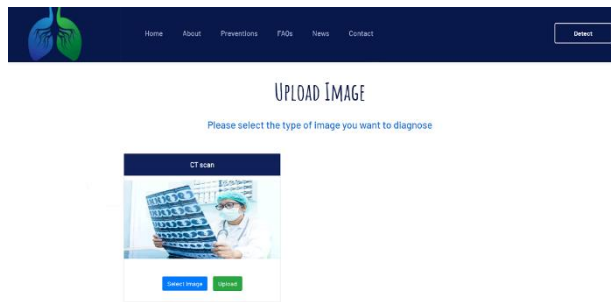 Home About Preventions FAQs News Contact Detect
UPLOAD IMAGE
Please select the type of Image you want to diagnose
CT scan
Select Image Upload